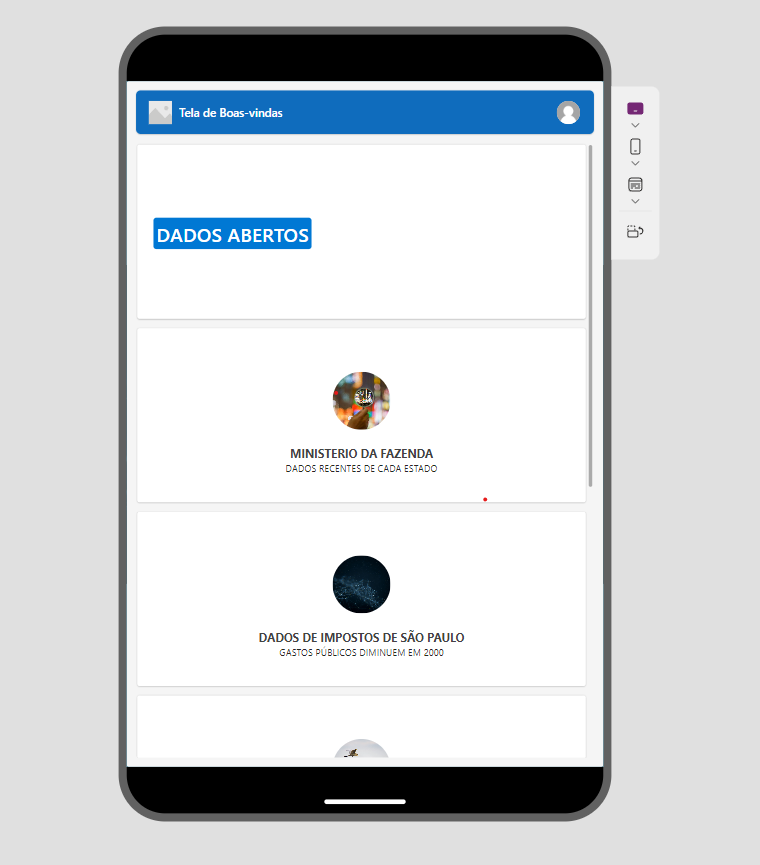 Tela de Boas-vindas
DADOS ABERTOS
MINISTERIO DA FAZENDA
DADOS RECENTES DE CADA ESTADO
DADOS DE IMPOSTOS DE SÃO PAULO
GASTOS PÚBLICOS DIMINUEM EM 2000